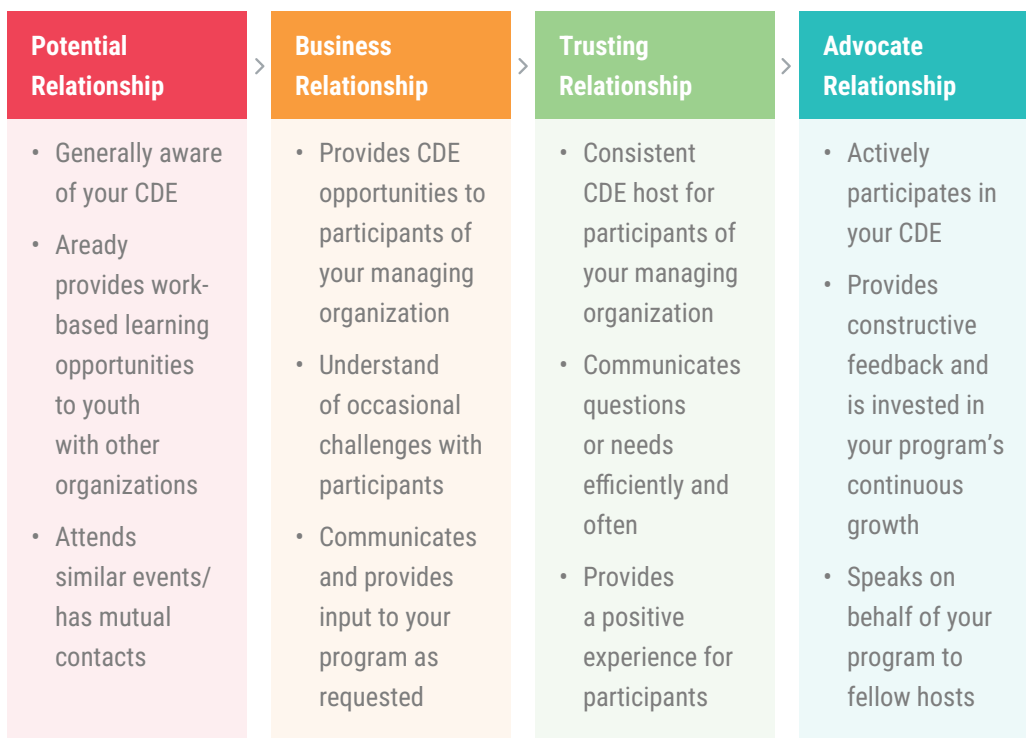 Potential
Relationship
• Generally aware
of your CDE
• Aready
provides work-
based learning
opportunities
to youth
with other
organizations
• Attends
similar events/
has mutual
contacts
Business
Relationship
• Provides CDE
opportunities to
participants of
your managing
organization
• Understand
of occasional
challenges with
participants
• Communicates
and provides
input to your
program as
requested
Trusting
Relationship
• Consistent
CDE host for
participants of
your managing
organization
• Communicates
questions
or needs
efficiently and
often
• Provides
a positive
experience for
participants
Advocate
Relationship
• Actively
participates in
your CDE
• Provides
constructive
feedback and
is invested in
your program’s
continuous
growth
• Speaks on
behalf of your
program to
fellow hosts